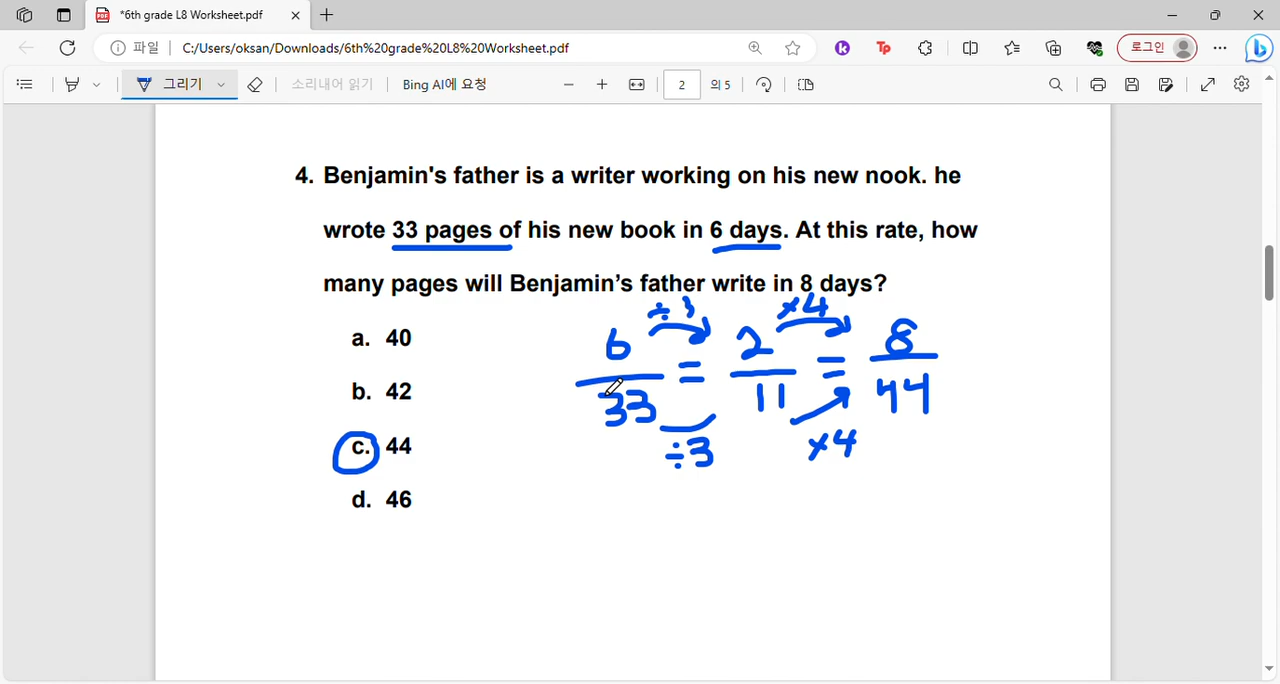 *6th grade L8 Worksheet.pdf
파일 C:/Users/oksan/Downloads/6th%20grade%20L8%20Worksheet.pdf
k Tp 로그인
그리기 소리내어 읽기 Bing AI에 요청 2 의 5
4. Benjamin's father is a writer working on his new nook. he
wrote 33 pages of his new book in 6 days. At this rate, how
many pages will Benjamin's father write in 8 days?
a. 40
b. 42
c. 44
d. 46
÷3 ×4
6 = 2 = 8
33 11 44
÷3 ×4